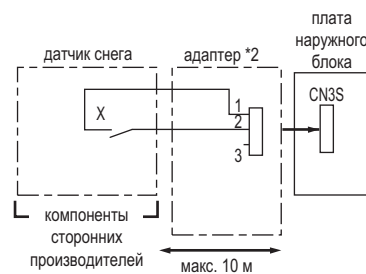 плата
наружного
блока
датчик снега
адаптер *2
CN3S
X
1
2
3
компоненты
сторонних
производителей
макс. 10 м